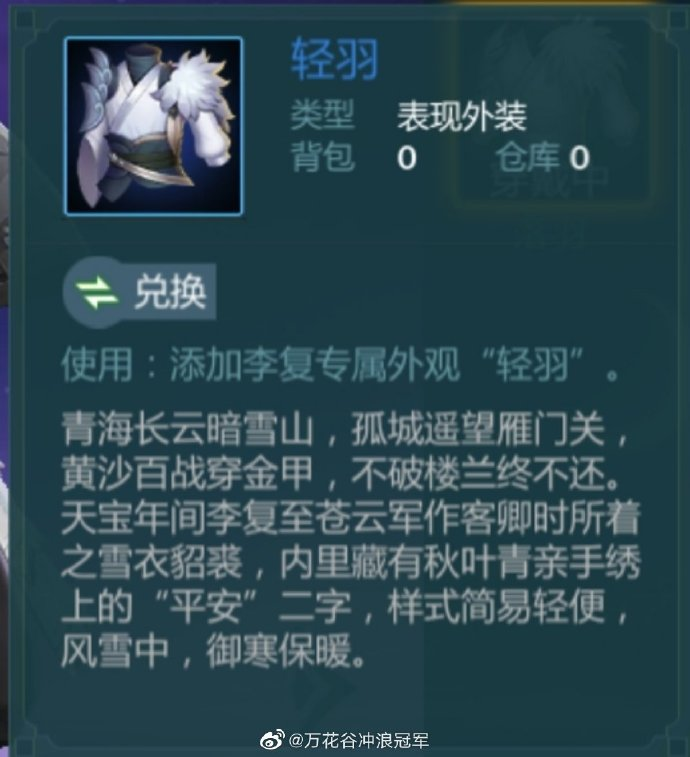 轻羽
类型 表现外装
背包 0 仓库 0
穿戴中
兑换
使用：添加李复专属外观“轻羽”。
青海长云暗雪山，孤城遥望雁门关，
黄沙百战穿金甲，不破楼兰终不还。
天宝年间李复至苍云军作客卿时所着
之雪衣貂裘，内里藏有秋叶青亲手绣
上的“平安”二字，样式简易轻便，
风雪中，御寒保暖。
@万花谷冲浪冠军